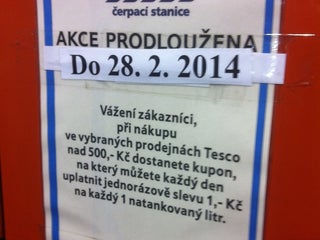 čerpací stanice
AKCE PRODLOUŽENA
Do 28. 2. 2014
Vážení zákazníci,
při nákupu
ve vybraných prodejnách Tesco
nad 500,- Kč dostanete kupon,
na který můžete každý den
uplatnit jednorázově slevu 1,- Kč
na každý 1 natankovaný litr.